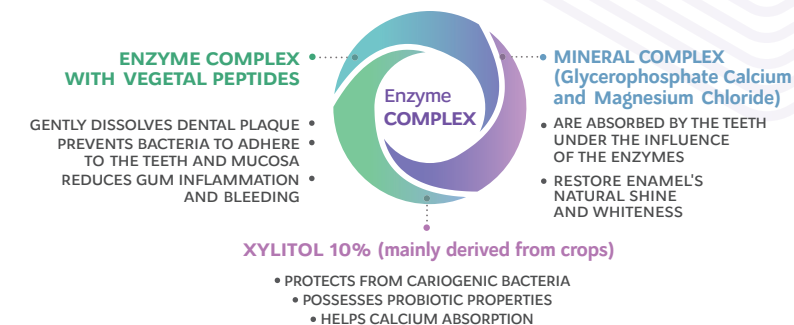 ENZYME COMPLEX
WITH VEGETAL PEPTIDES
GENTLY DISSOLVES DENTAL PLAQUE •
PREVENTS BACTERIA TO ADHERE •
TO THE TEETH AND MUCOSA
REDUCES GUM INFLAMMATION •
AND BLEEDING
Enzyme
COMPLEX
MINERAL COMPLEX
(Glycerophosphate Calcium
and Magnesium Chloride)
• ARE ABSORBED BY THE TEETH
UNDER THE INFLUENCE
OF THE ENZYMES
• RESTORE ENAMEL'S
NATURAL SHINE
AND WHITENESS
XYLITOL 10% (mainly derived from crops)
• PROTECTS FROM CARIOGENIC BACTERIA
• POSSESSES PROBIOTIC PROPERTIES
• HELPS CALCIUM ABSORPTION